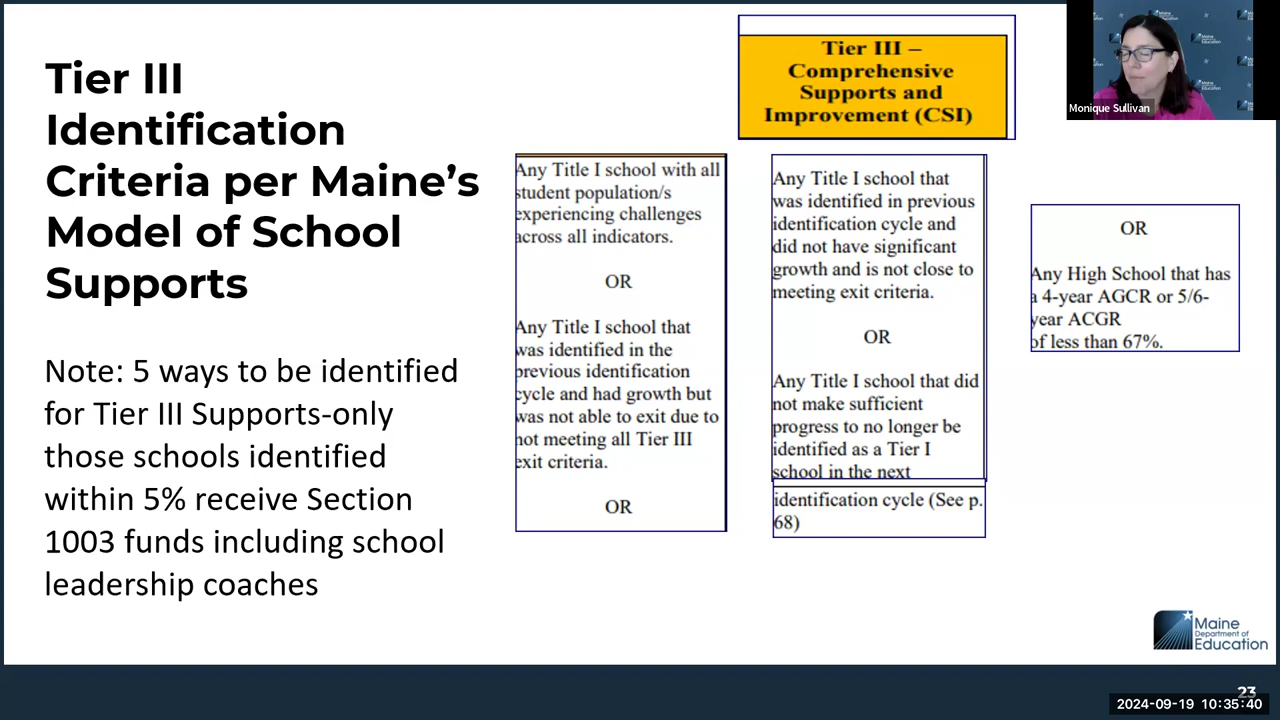 Tier III
Identification
Criteria per Maine's
Model of School
Supports
Note: 5 ways to be identified
for Tier III Supports-only
those schools identified
within 5% receive Section
1003 funds including school
leadership coaches
Tier III –
Comprehensive
Supports and
Improvement (CSI)
Any Title I school with all
student population/s
experiencing challenges
across all indicators.
OR
Any Title I school that
was identified in the
previous identification
cycle and had growth but
was not able to exit due to
not meeting all Tier III
exit criteria.
OR
Any Title I school that
was identified in previous
identification cycle and
did not have significant
growth and is not close to
meeting exit criteria.
OR
Any Title I school that did
not make sufficient
progress to no longer be
identified as a Tier I
school in the next
identification cycle (See p.
68)
OR
Any High School that has
a 4-year AGCR or 5/6-
year ACGR
of less than 67%.
Monique Sullivan
Maine
Department of
Education
23
2024-09-19 10:35:40